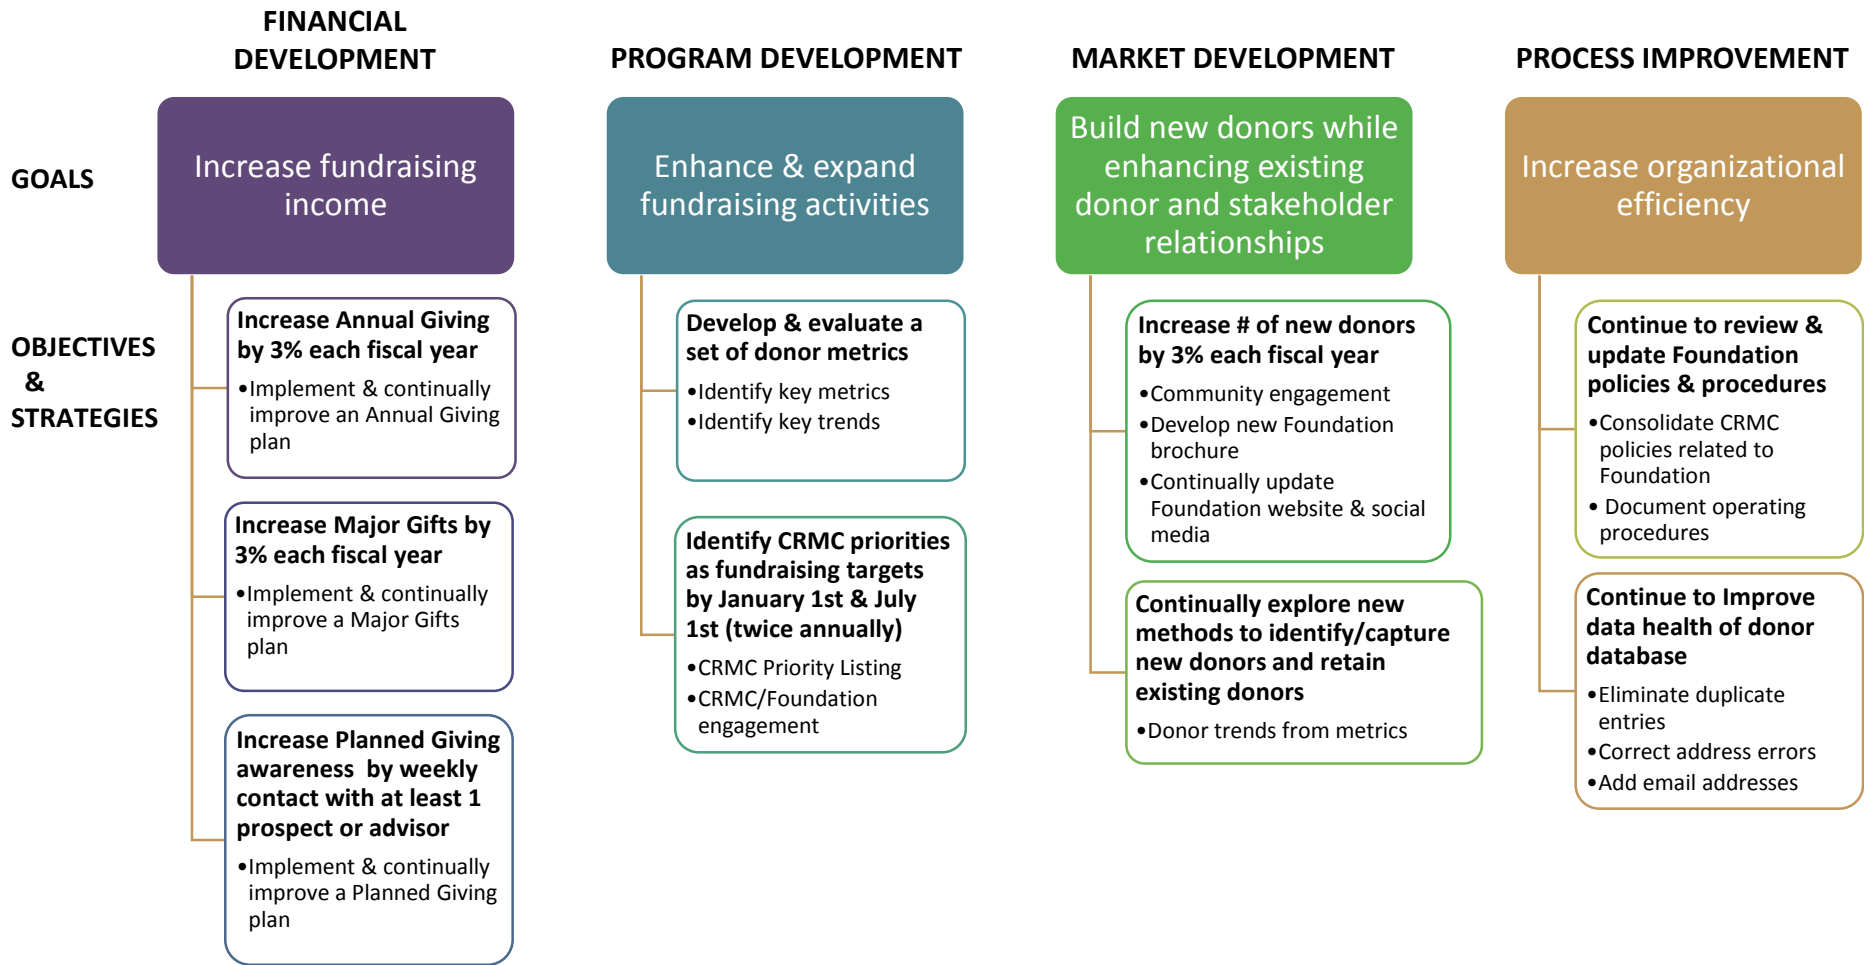 FINANCIAL
DEVELOPMENT
PROGRAM DEVELOPMENT
MARKET DEVELOPMENT
PROCESS IMPROVEMENT
GOALS
Increase fundraising
income
Enhance & expand
fundraising activities
Build new donors while
enhancing existing
donor and stakeholder
relationships
Increase organizational
efficiency
OBJECTIVES
&
STRATEGIES
Increase Annual Giving
by 3% each fiscal year
•Implement & continually
improve an Annual Giving
plan
Increase Major Gifts by
3% each fiscal year
•Implement & continually
improve a Major Gifts
plan
Increase Planned Giving
awareness  by weekly
contact with at least 1
prospect or advisor
•Implement & continually
improve a Planned Giving
plan
Develop & evaluate a
set of donor metrics
•Identify key metrics
•Identify key trends
Identify CRMC priorities
as fundraising targets
by January 1st & July
1st (twice annually)
•CRMC Priority Listing
•CRMC/Foundation
engagement
Increase # of new donors
by 3% each fiscal year
•Community engagement
•Develop new Foundation
brochure
•Continually update
Foundation website & social
media
Continually explore new
methods to identify/capture
new donors and retain
existing donors
•Donor trends from metrics
Continue to review &
update Foundation
policies & procedures
•Consolidate CRMC
policies related to
Foundation
• Document operating
procedures
Continue to Improve
data health of donor
database
•Eliminate duplicate
entries
•Correct address errors
•Add email addresses